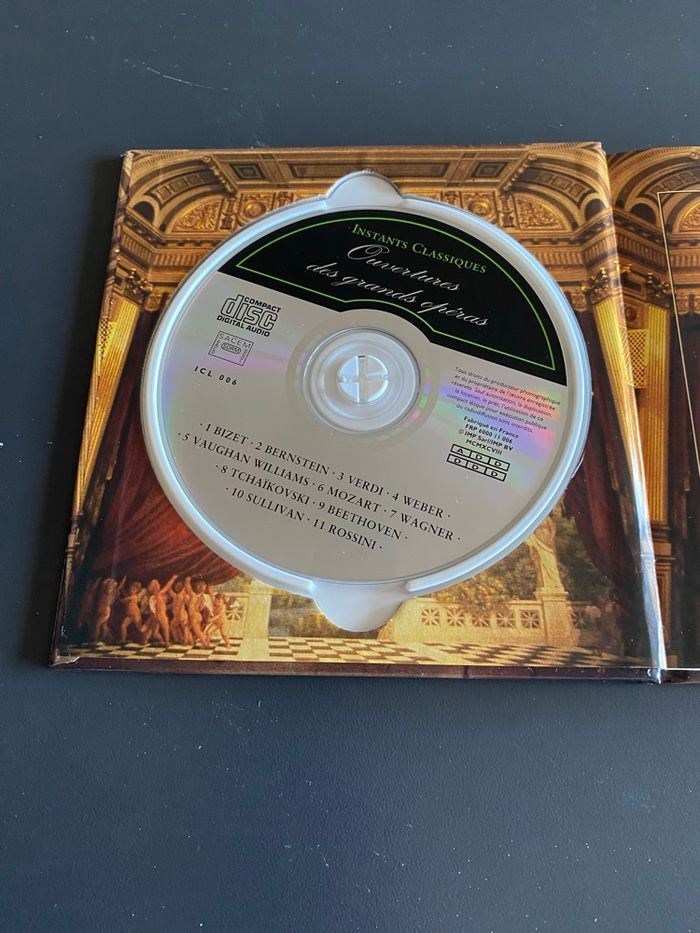 INSTANTS CLASSIQUES
Ouvertures
des grands opéras
COMPACT
disc
DIGITAL AUDIO
SACEM
SDRM
ICL 006
Tous droits du producteur phonographique
et du propriétaire de l'œuvre enregistrée
réservés. Sauf autorisation, la duplication,
la location, le prêt, l'utilisation de ce
compact disque pour exécution publique
ou radiodiffusion sont interdits.
Fabriqué en France
FRP 6000 11 006
© IMP Sarl/IMP BV
MCMXCVIII
A D D
D D D
· 1 BIZET · 2 BERNSTEIN · 3 VERDI · 4 WEBER ·
· 5 VAUGHAN WILLIAMS · 6 MOZART · 7 WAGNER ·
· 8 TCHAÏKOVSKI · 9 BEETHOVEN ·
· 10 SULLIVAN · 11 ROSSINI ·